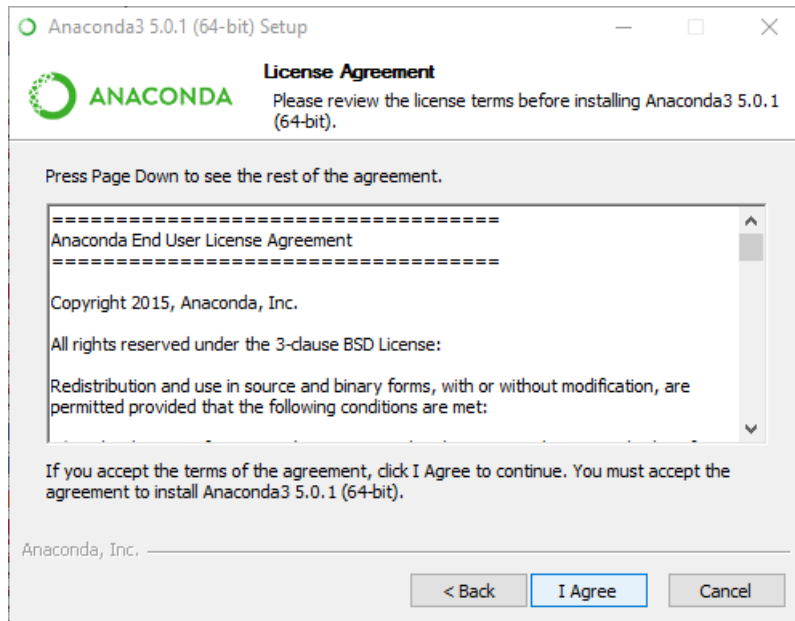 Anaconda3 5.0.1 (64-bit) Setup
ANACONDA
License Agreement
Please review the license terms before installing Anaconda3 5.0.1
(64-bit).
Press Page Down to see the rest of the agreement.
===================================
Anaconda End User License Agreement
===================================
Copyright 2015, Anaconda, Inc.
All rights reserved under the 3-clause BSD License:
Redistribution and use in source and binary forms, with or without modification, are
permitted provided that the following conditions are met:
If you accept the terms of the agreement, click I Agree to continue. You must accept the
agreement to install Anaconda3 5.0.1 (64-bit).
Anaconda, Inc.
< Back
I Agree
Cancel